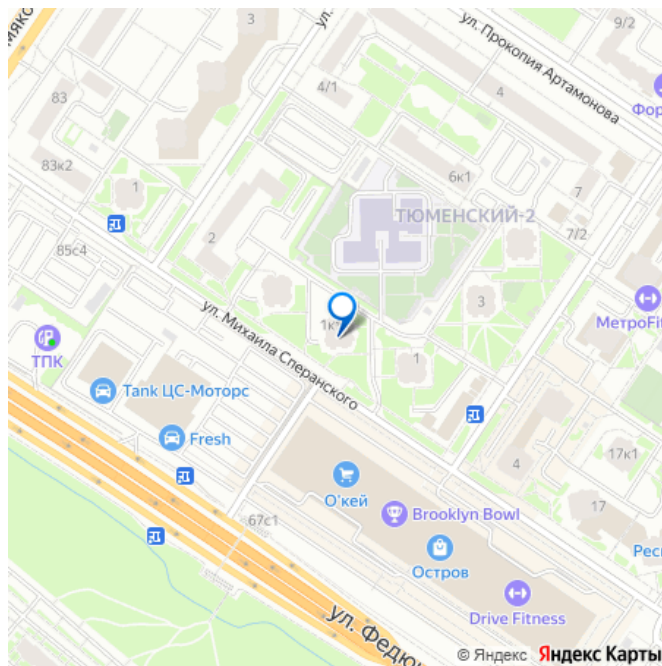 мяко
3
ул.
ул. Прокопия Артамонова
9/2
Фор
83
4/1
4
83к2
1
6к1
7
ТЮМЕНСКИЙ-2
7/2
2
85с4
3
ул. Михаила Сперанского
МетроFit
ТПК
1
Tank ЦС-Моторс
Fresh
17к1
4
О'кей
17
67с1
Brooklyn Bowl
Остров
Рес
Drive Fitness
ул. Федю
© Яндекс Яндекс Карты